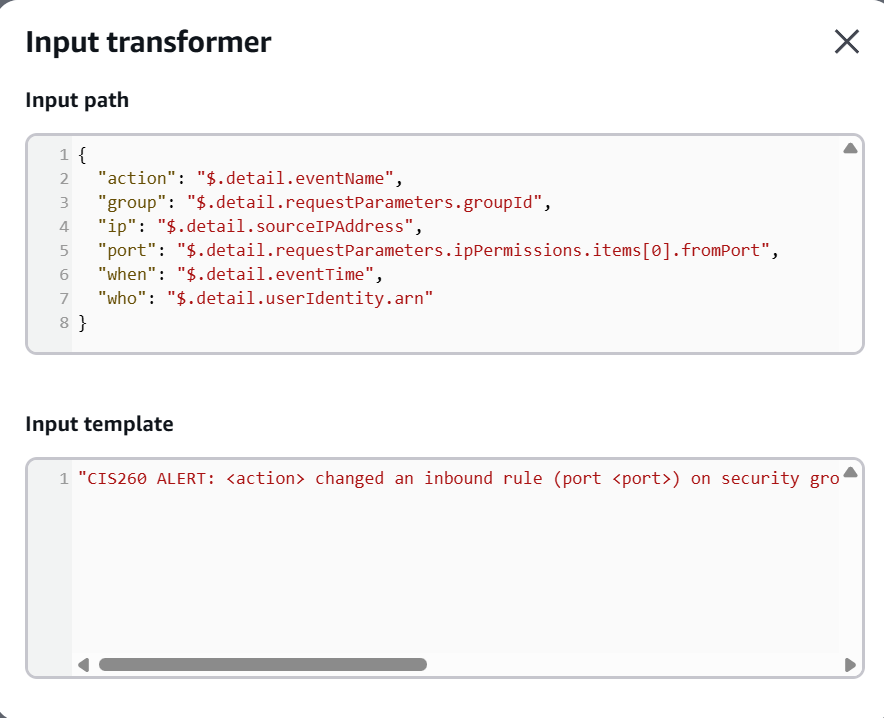 Input transformer
Input path
1 {
2   "action": "$.detail.eventName",
3   "group": "$.detail.requestParameters.groupId",
4   "ip": "$.detail.sourceIPAddress",
5   "port": "$.detail.requestParameters.ipPermissions.items[0].fromPort",
6   "when": "$.detail.eventTime",
7   "who": "$.detail.userIdentity.arn"
8 }
Input template
1 "CIS260 ALERT: <action> changed an inbound rule (port <port>) on security gro